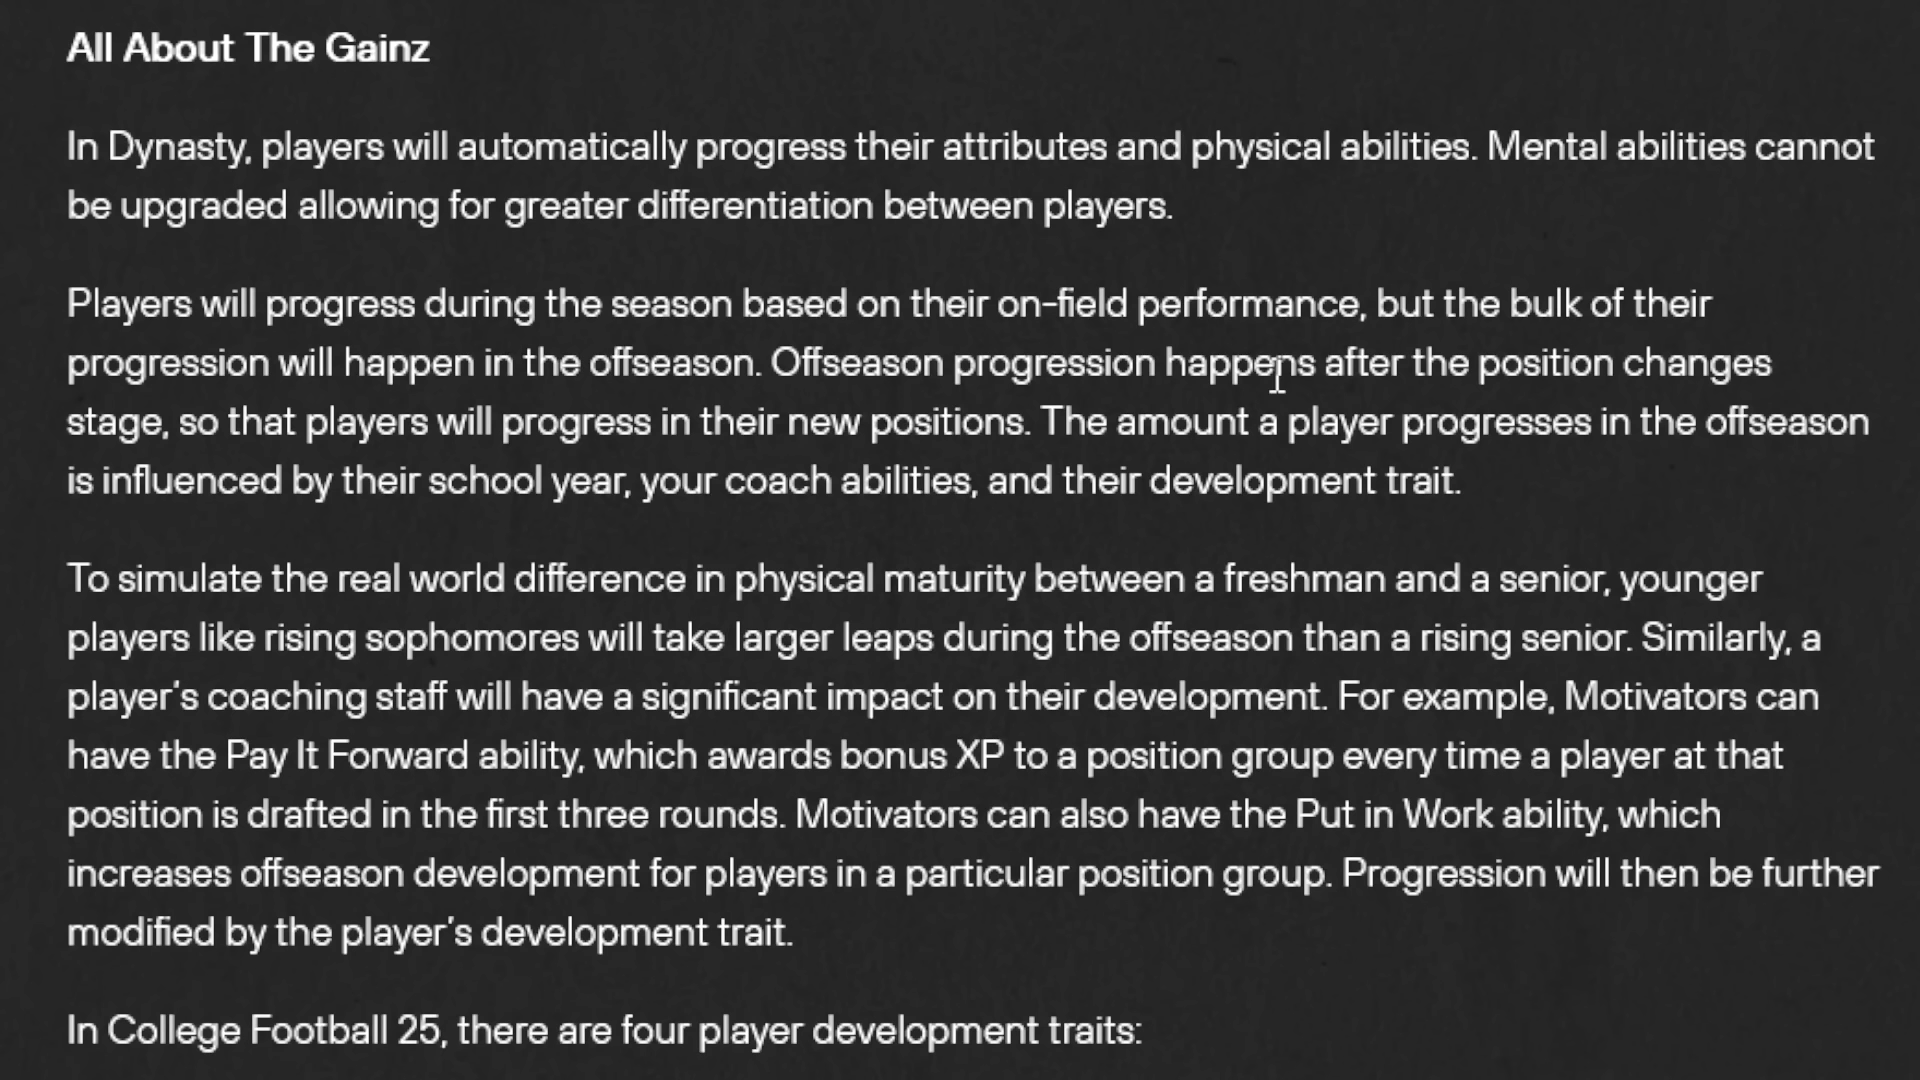 All About The Gainz
In Dynasty, players will automatically progress their attributes and physical abilities. Mental abilities cannot
be upgraded allowing for greater differentiation between players.
Players will progress during the season based on their on-field performance, but the bulk of their
progression will happen in the offseason. Offseason progression happens after the position changes
stage, so that players will progress in their new positions. The amount a player progresses in the offseason
is influenced by their school year, your coach abilities, and their development trait.
To simulate the real world difference in physical maturity between a freshman and a senior, younger
players like rising sophomores will take larger leaps during the offseason than a rising senior. Similarly, a
player's coaching staff will have a significant impact on their development. For example, Motivators can
have the Pay It Forward ability, which awards bonus XP to a position group every time a player at that
position is drafted in the first three rounds. Motivators can also have the Put in Work ability, which
increases offseason development for players in a particular position group. Progression will then be further
modified by the player's development trait.
In College Football 25, there are four player development traits: